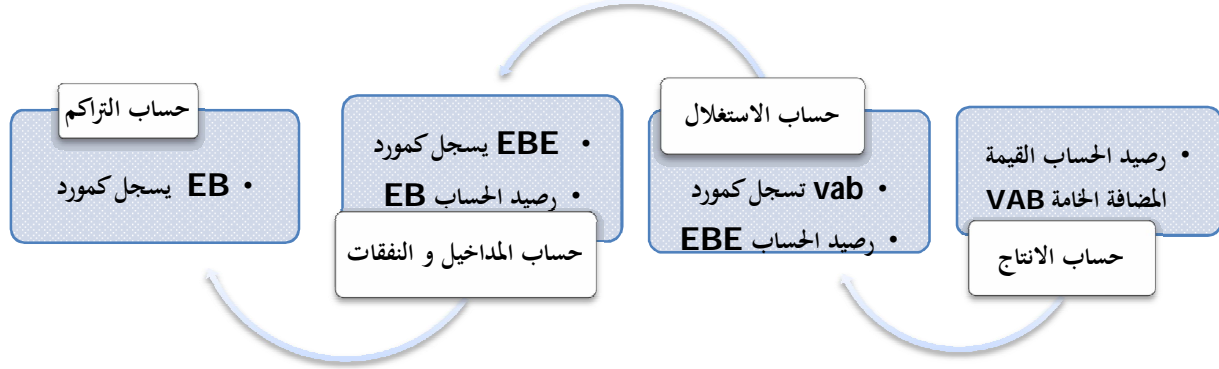 • رصيد الحساب القيمة
المضافة الخامة VAB
حساب الانتاج
حساب الاستغلال
• vab تسجل كمورد
• رصيد الحساب EBE
• EBE يسجل كمورد
• رصيد الحساب EB
حساب المداخيل و النفقات
حساب التراكم
• EB يسجل كمورد